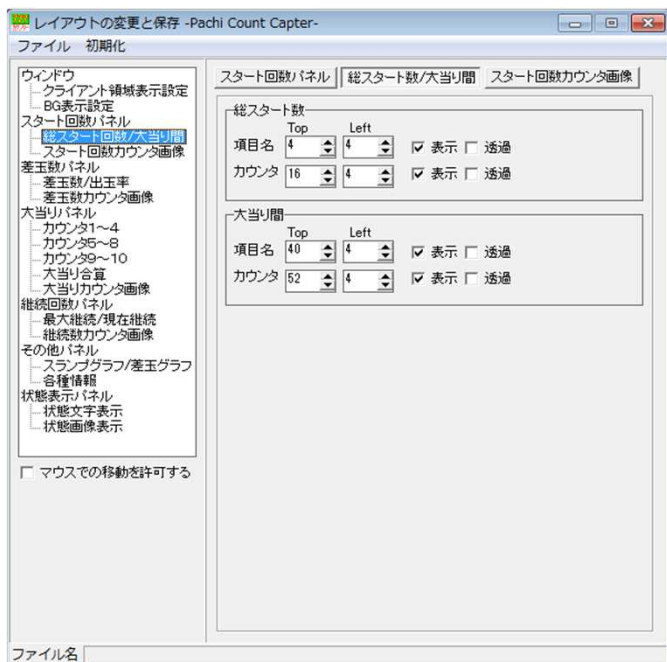 レイアウトの変更と保存 -Pachi Count Capter-
ファイル 初期化
ウィンドウ
クライアント領域表示設定
BG表示設定
スタート回数パネル
総スタート回数/大当り間
スタート回数カウンタ画像
差玉数パネル
差玉数/出玉率
差玉数カウンタ画像
大当りパネル
カウンタ1～4
カウンタ5～8
カウンタ9～10
大当り合算
大当りカウンタ画像
継続回数パネル
最大継続/現在継続
継続数カウンタ画像
その他パネル
スランプグラフ/差玉グラフ
各種情報
状態表示パネル
状態文字表示
状態画像表示
マウスでの移動を許可する
スタート回数パネル 総スタート数/大当り間 スタート回数カウンタ画像
総スタート数
Top Left
項目名 4 4 表示 透過
カウンタ 16 4 表示 透過
大当り間
Top Left
項目名 40 4 表示 透過
カウンタ 52 4 表示 透過
ファイル名